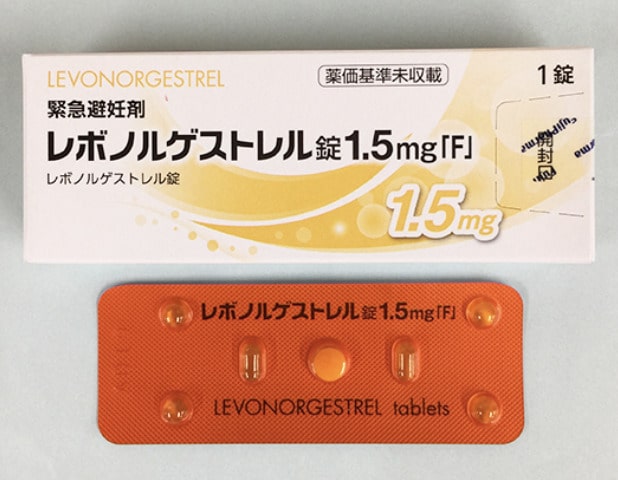 LEVONORGESTREL
薬価基準未収載
1錠
緊急避妊剤
レボノルゲストレル錠1.5mg「F」
レボノルゲストレル錠
1.5mg
開封口
レボノルゲストレル錠1.5mg「F」
LEVONORGESTREL tablets